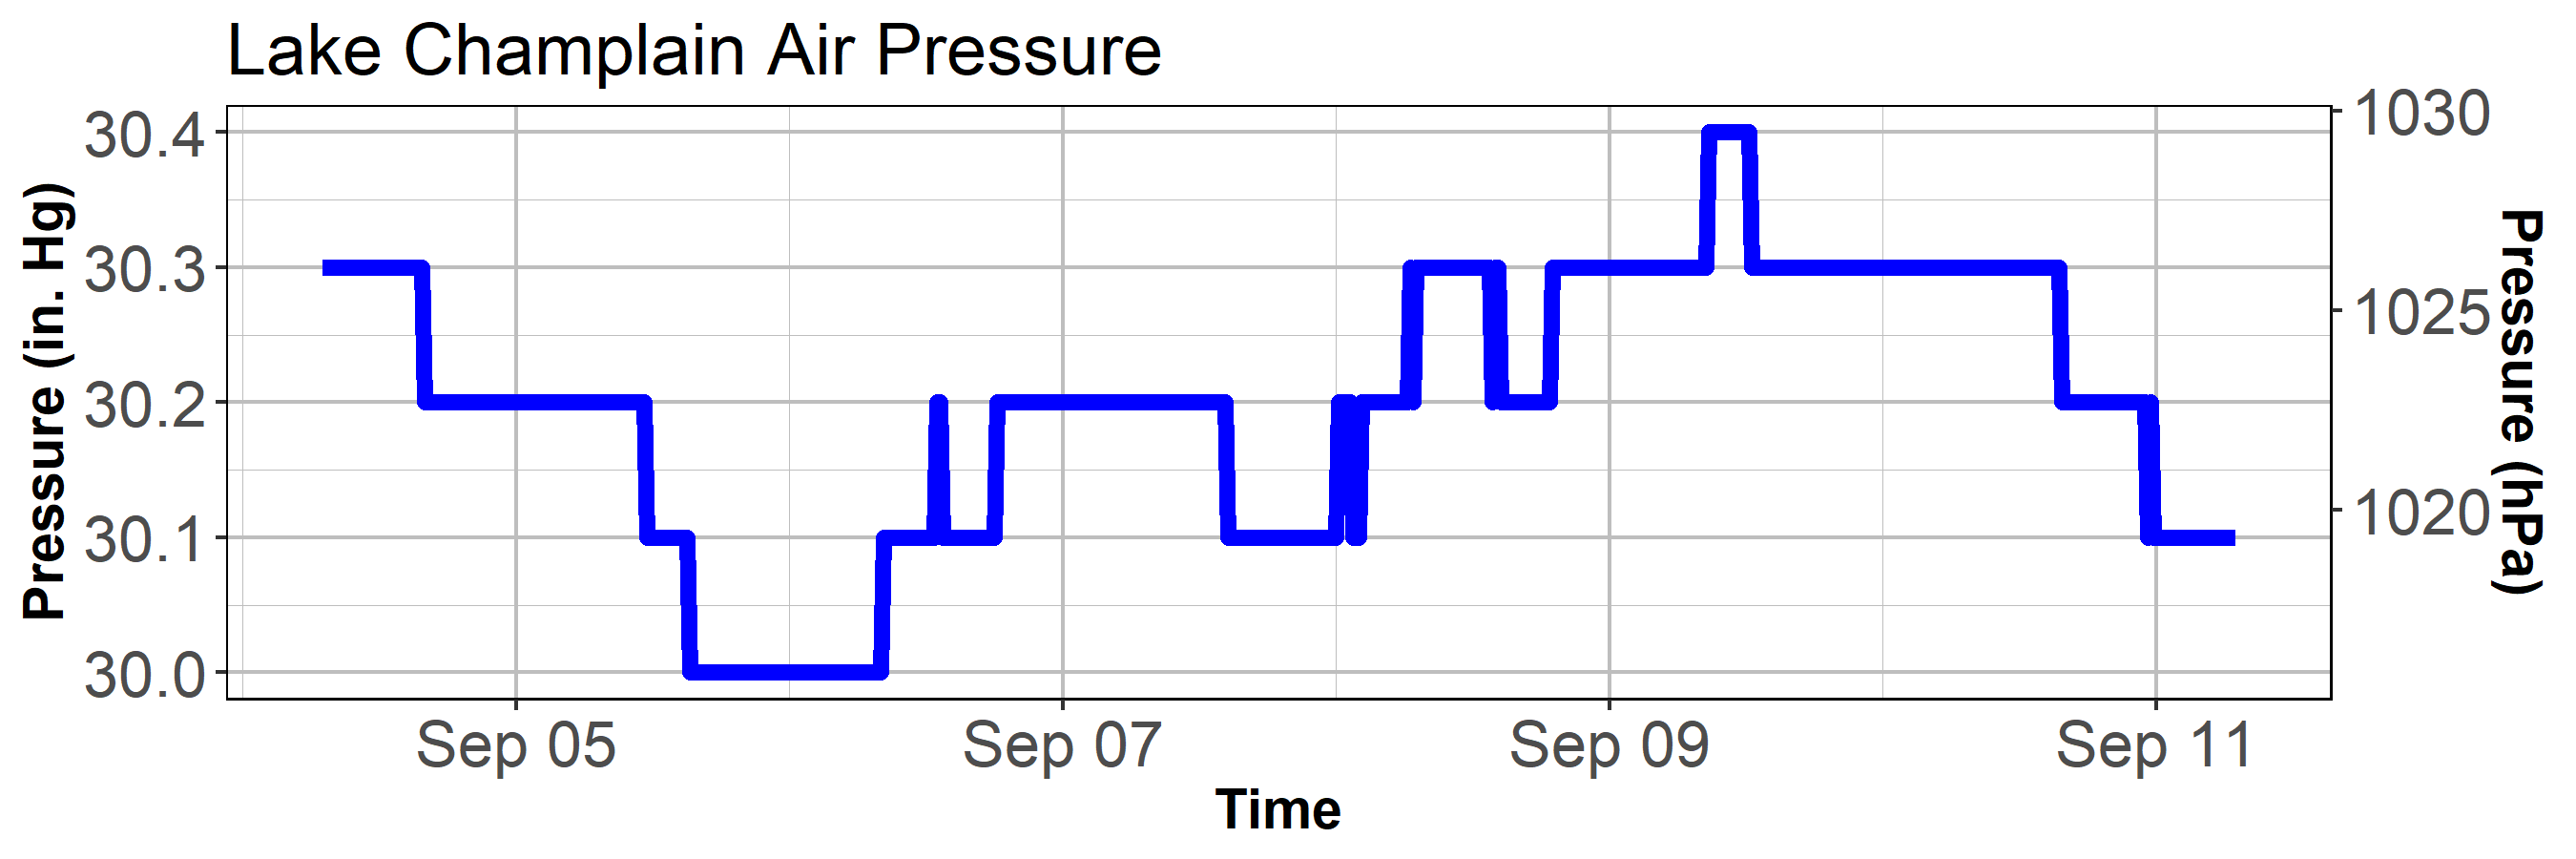 Lake Champlain Air Pressure
Pressure (in. Hg)
30.4
30.3
30.2
30.1
30.0
1030
1025
1020
Pressure (hPa)
Sep 05
Sep 07
Sep 09
Sep 11
Time